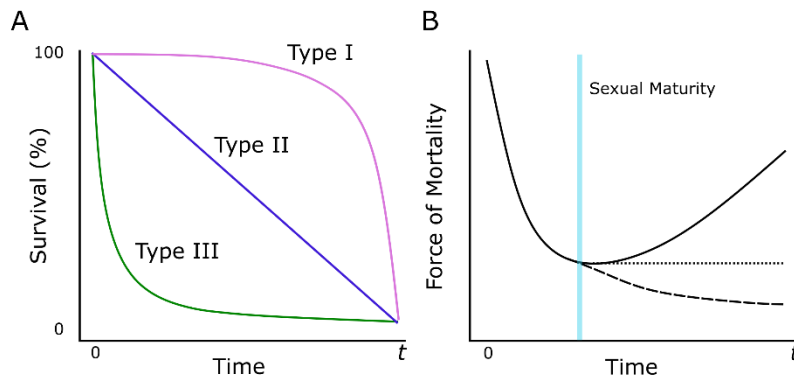 A
100
Type I
Type II
Type III
Survival (%)
0
0
Time
t
B
Sexual Maturity
Force of Mortality
0
Time
t